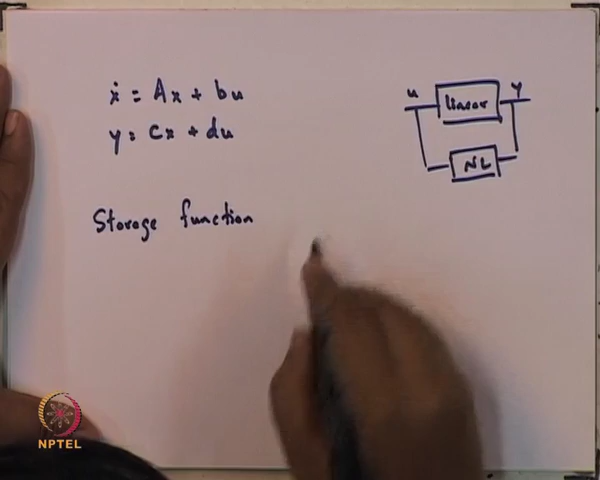 ẋ = Ax + bu
y = cx + du
Storage function
u linear y
NL
NPTEL